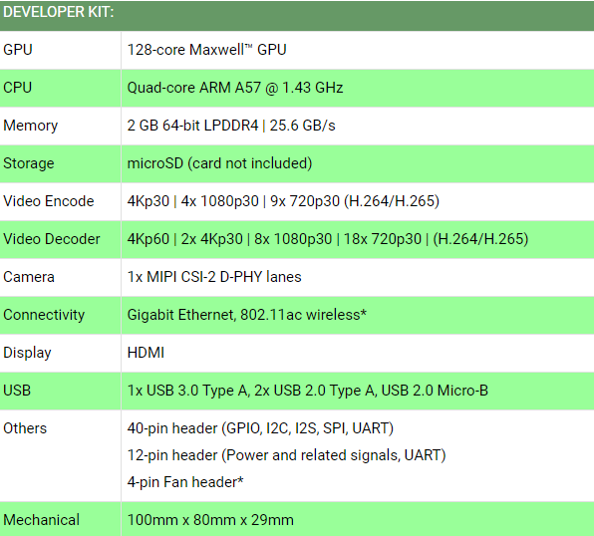 DEVELOPER KIT:
GPU 128-core Maxwell™ GPU
CPU Quad-core ARM A57 @ 1.43 GHz
Memory 2 GB 64-bit LPDDR4 | 25.6 GB/s
Storage microSD (card not included)
Video Encode 4Kp30 | 4x 1080p30 | 9x 720p30 (H.264/H.265)
Video Decoder 4Kp60 | 2x 4Kp30 | 8x 1080p30 | 18x 720p30 | (H.264/H.265)
Camera 1x MIPI CSI-2 D-PHY lanes
Connectivity Gigabit Ethernet, 802.11ac wireless*
Display HDMI
USB 1x USB 3.0 Type A, 2x USB 2.0 Type A, USB 2.0 Micro-B
Others 40-pin header (GPIO, I2C, I2S, SPI, UART)
12-pin header (Power and related signals, UART)
4-pin Fan header*
Mechanical 100mm x 80mm x 29mm